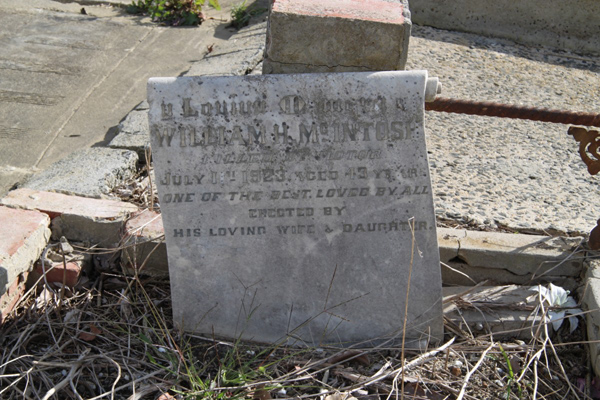 In Loving Memory of
WILLIAM H. McINTOSH
JULY 1923. AGED 49 YEARS
ONE OF THE BEST, LOVED BY ALL
ERECTED BY
HIS LOVING WIFE & DAUGHTER.